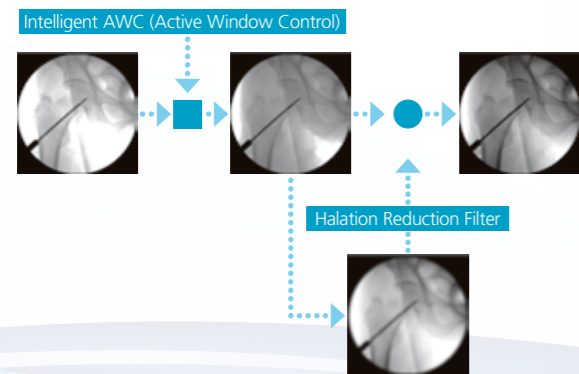 Intelligent AWC (Active Window Control)
Halation Reduction Filter